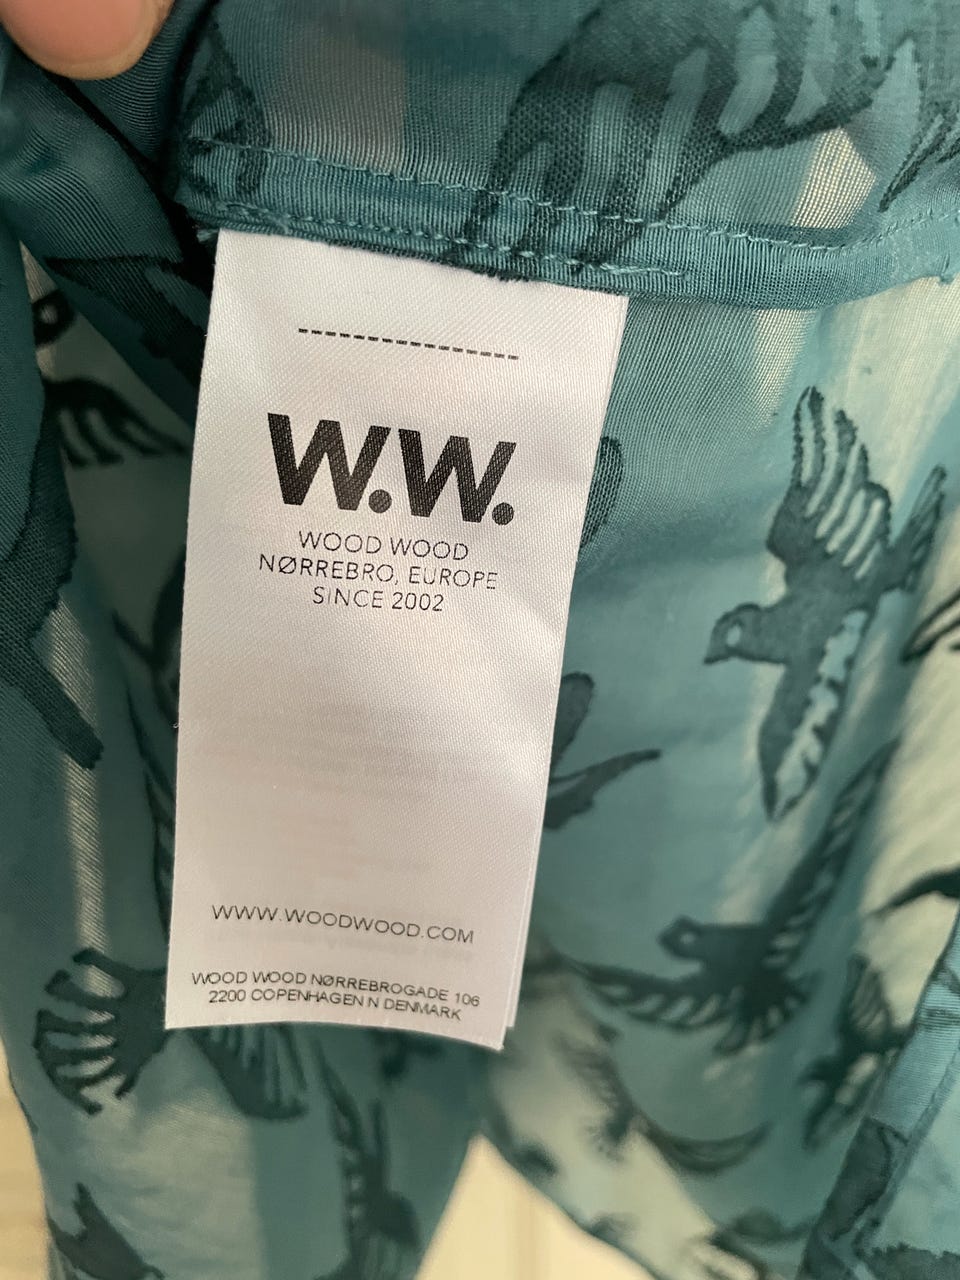 W.W.
WOOD WOOD
NØRREBRO, EUROPE
SINCE 2002
WWW.WOODWOOD.COM
WOOD WOOD NØRREBROGADE 106
2200 COPENHAGEN N DENMARK